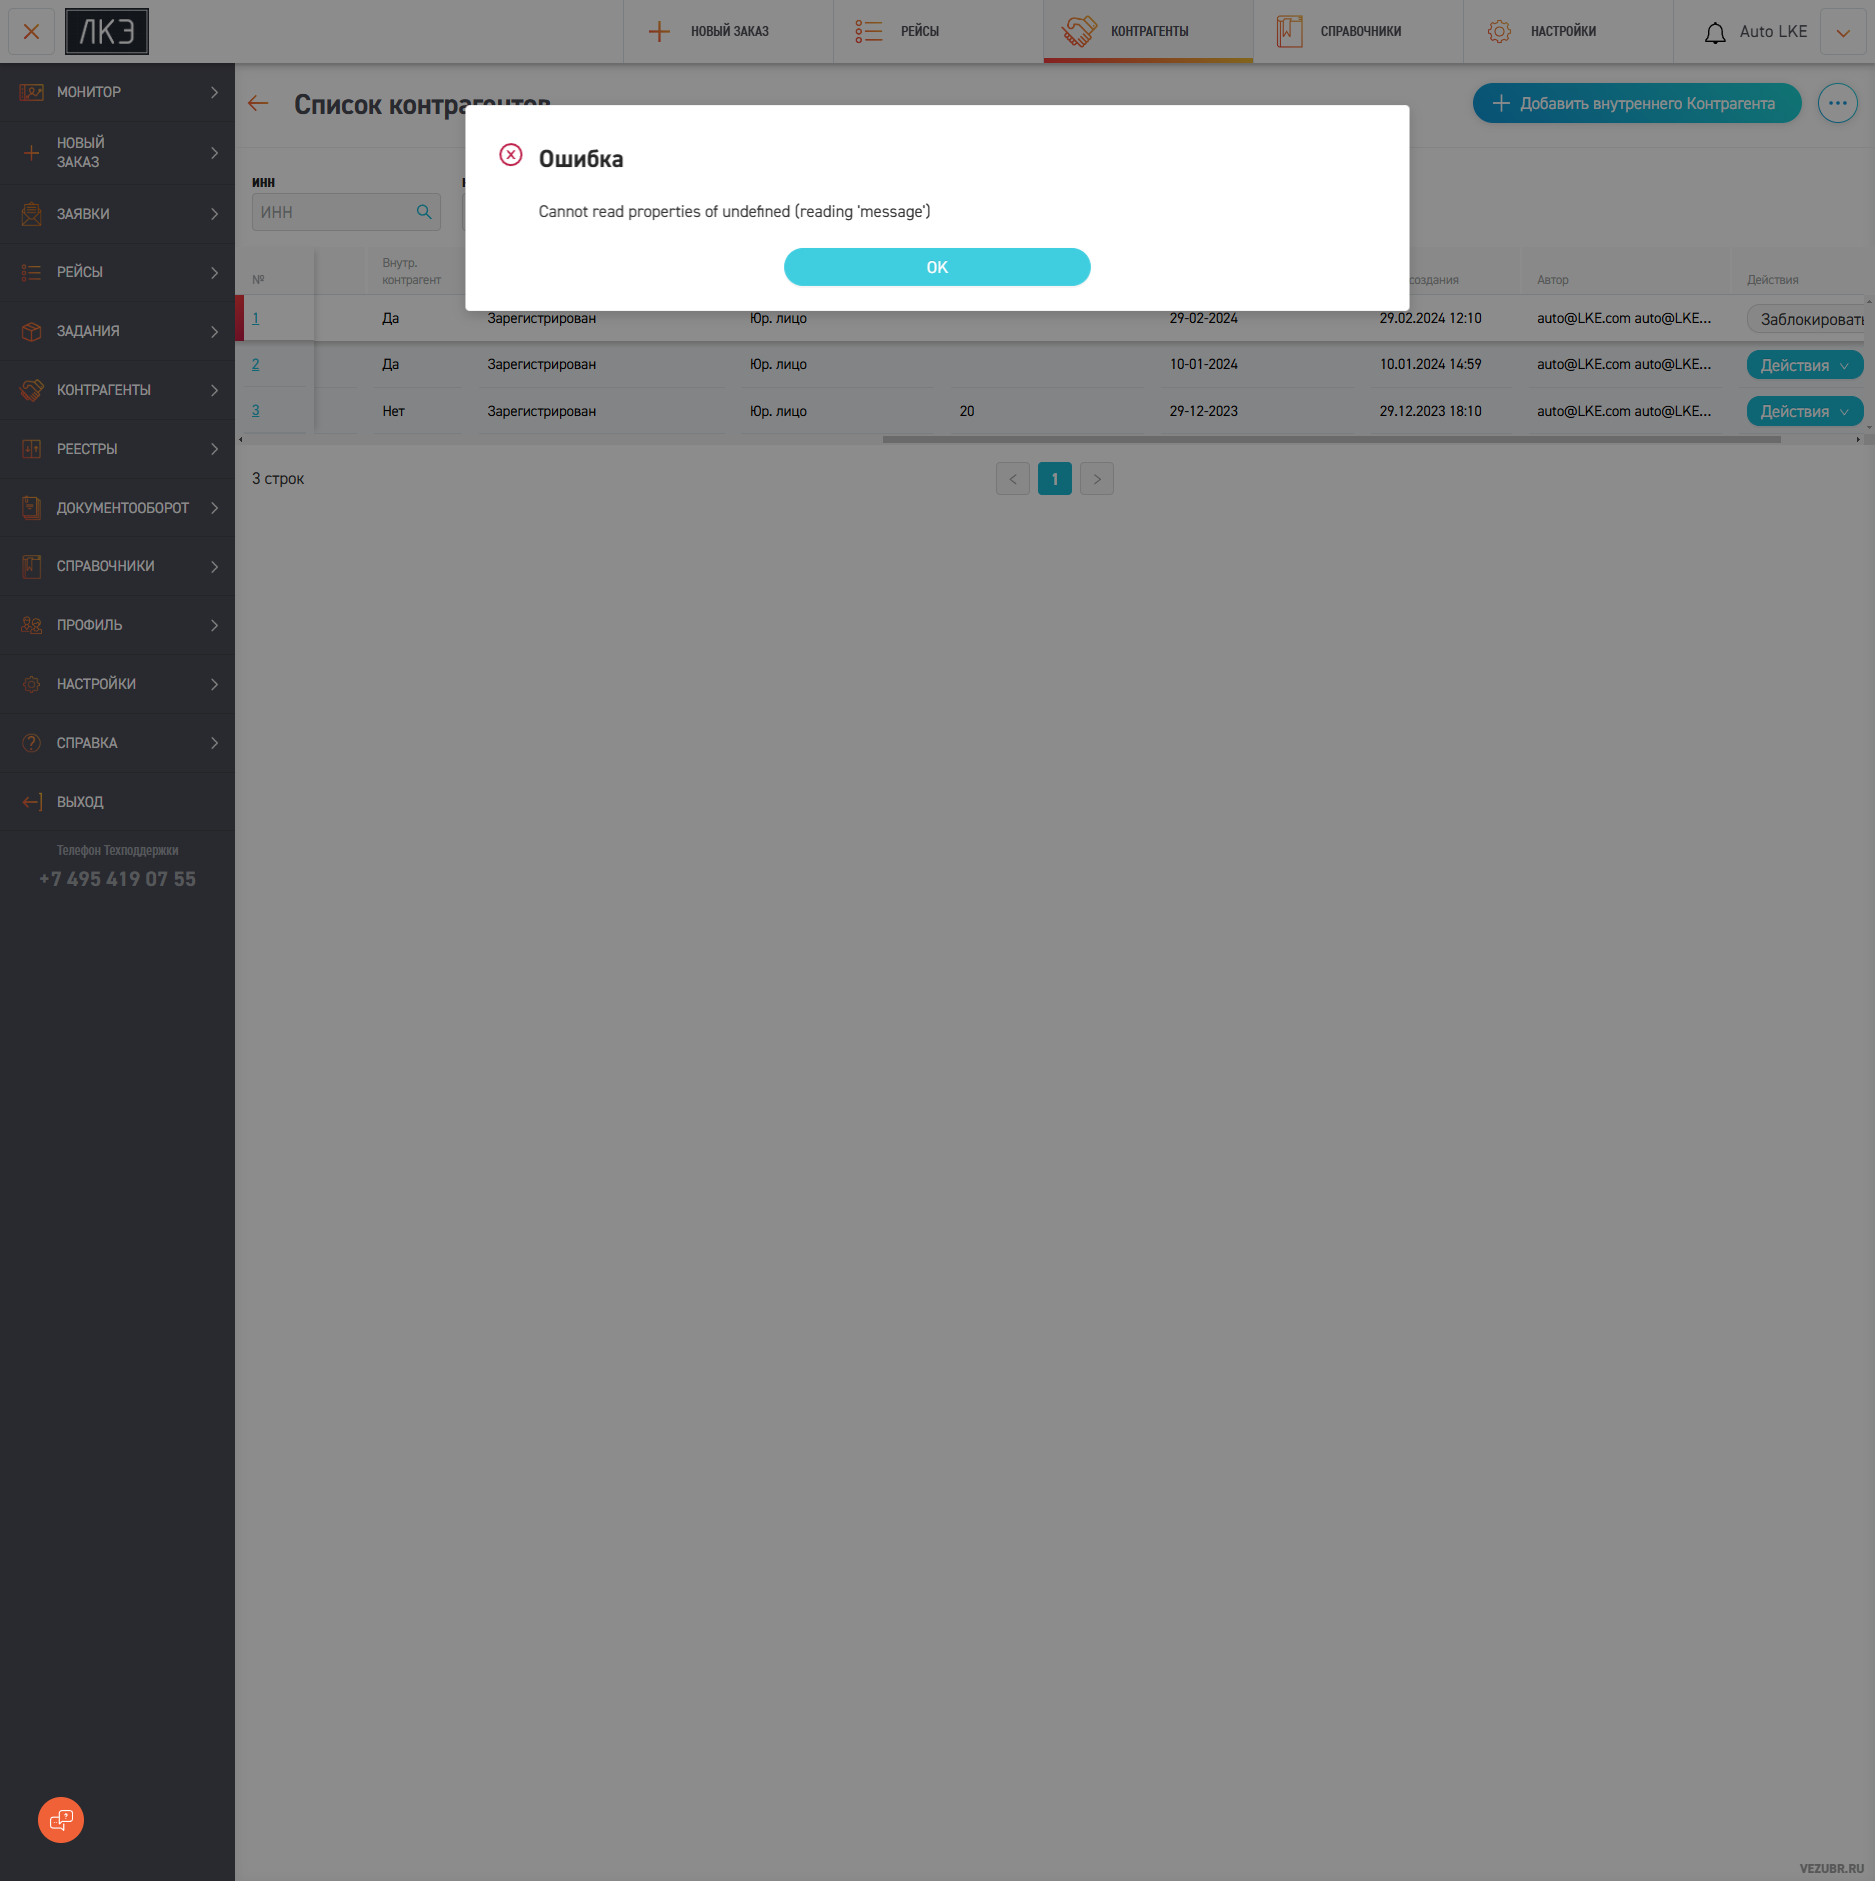 ЛКЭ
НОВЫЙ ЗАКАЗ
РЕЙСЫ
КОНТРАГЕНТЫ
СПРАВОЧНИКИ
НАСТРОЙКИ
Auto LKE
МОНИТОР
НОВЫЙ
ЗАКАЗ
ЗАЯВКИ
РЕЙСЫ
ЗАДАНИЯ
КОНТРАГЕНТЫ
РЕЕСТРЫ
ДОКУМЕНТООБОРОТ
СПРАВОЧНИКИ
ПРОФИЛЬ
НАСТРОЙКИ
СПРАВКА
ВЫХОД
Телефон Техподдержки
+7 495 419 07 55
Список контрагентов
Добавить внутреннего Контрагента
Ошибка
Cannot read properties of undefined (reading 'message')
OK
ИНН
ИНН
№
Внутр.
контрагент
создания
Автор
Действия
1 Да Зарегистрирован Юр. лицо 29-02-2024 29.02.2024 12:10 auto@LKE.com auto@LKE... Заблокировать
2 Да Зарегистрирован Юр. лицо 10-01-2024 10.01.2024 14:59 auto@LKE.com auto@LKE... Действия
3 Нет Зарегистрирован Юр. лицо 20 29-12-2023 29.12.2023 18:10 auto@LKE.com auto@LKE... Действия
3 строк
< 1 >
VEZUBR.RU